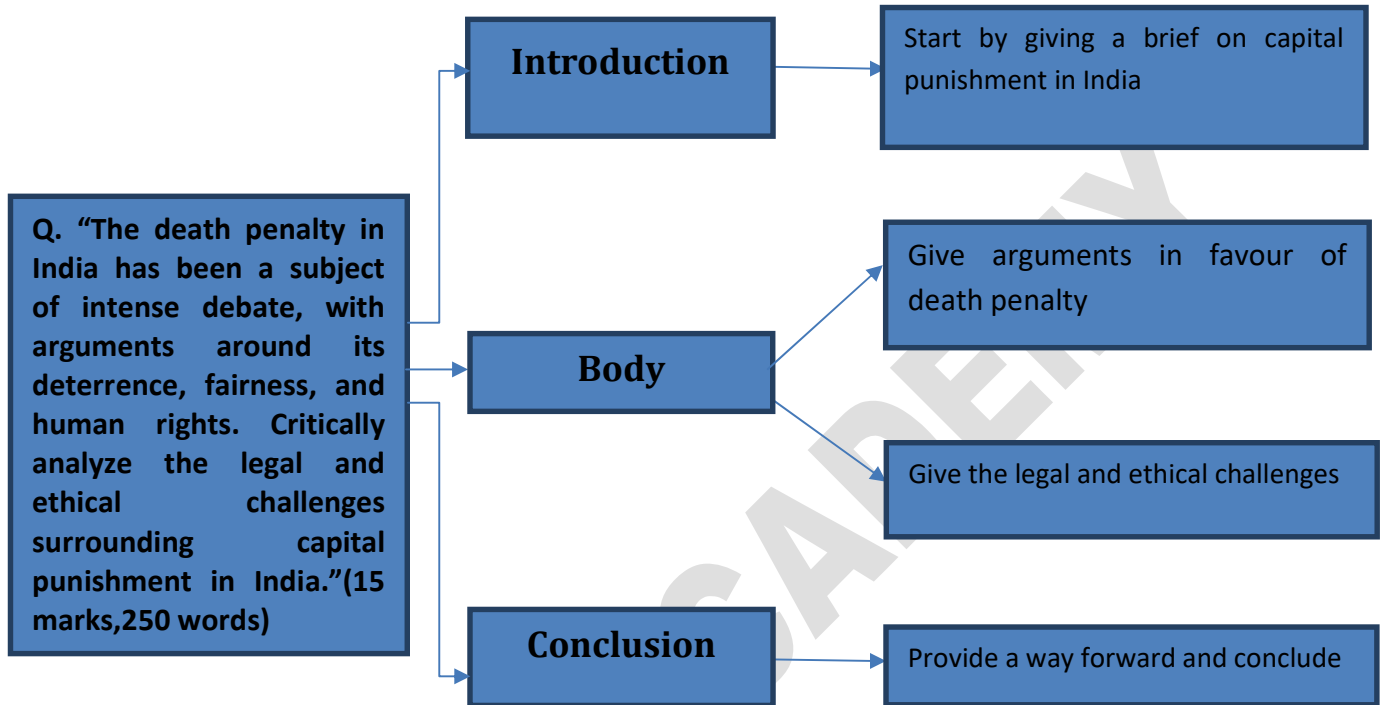 Q. “The death penalty in
India has been a subject
of intense debate, with
arguments around its
deterrence, fairness, and
human rights. Critically
analyze the legal and
ethical challenges
surrounding capital
punishment in India.”(15
marks,250 words)
Introduction
Start by giving a brief on capital
punishment in India
Body
Give arguments in favour of
death penalty
Give the legal and ethical challenges
Conclusion
Provide a way forward and conclude
CADEMY